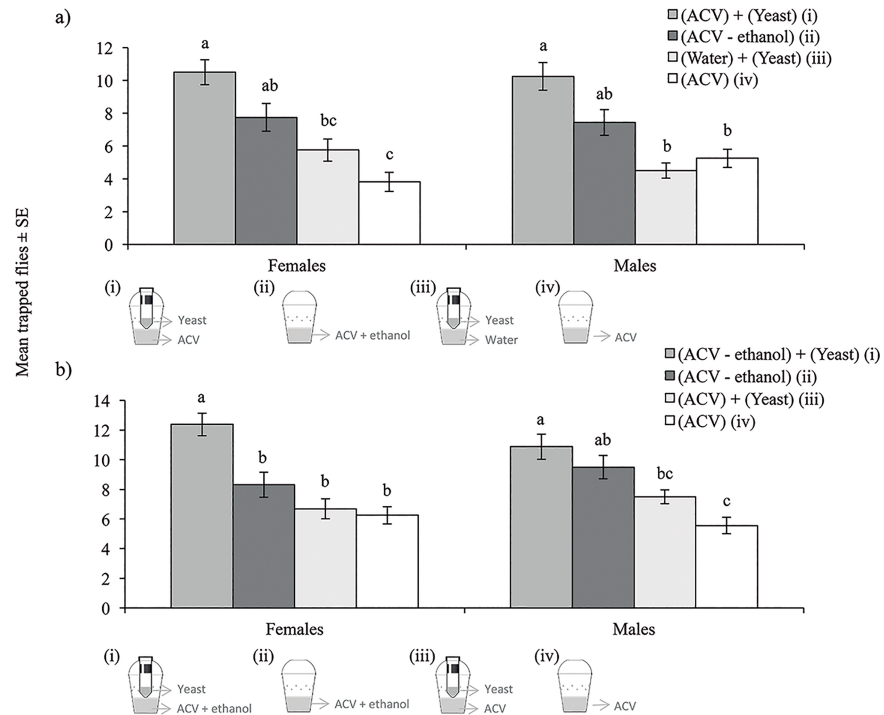 a)
(ACV) + (Yeast) (i)
(ACV - ethanol) (ii)
(Water) + (Yeast) (iii)
(ACV) (iv)
12
10
8
6
4
2
0
a
ab
bc
c
a
ab
b
b
Females
Males
Mean trapped flies ± SE
(i)
Yeast
ACV
(ii)
ACV + ethanol
(iii)
Yeast
Water
(iv)
ACV
b)
(ACV - ethanol) + (Yeast) (i)
(ACV - ethanol) (ii)
(ACV) + (Yeast) (iii)
(ACV) (iv)
14
12
10
8
6
4
2
0
a
b
b
b
a
ab
bc
c
Females
Males
(i)
Yeast
ACV + ethanol
(ii)
ACV + ethanol
(iii)
Yeast
ACV
(iv)
ACV